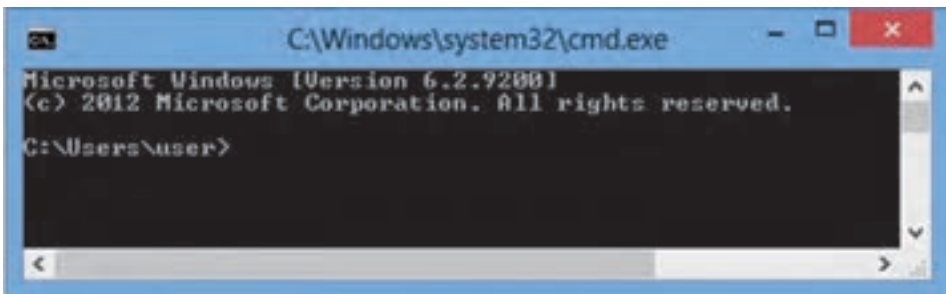 C:\Windows\system32\cmd.exe
Microsoft Windows [Version 6.2.9200]
(c) 2012 Microsoft Corporation. All rights reserved.
C:\Users\user>